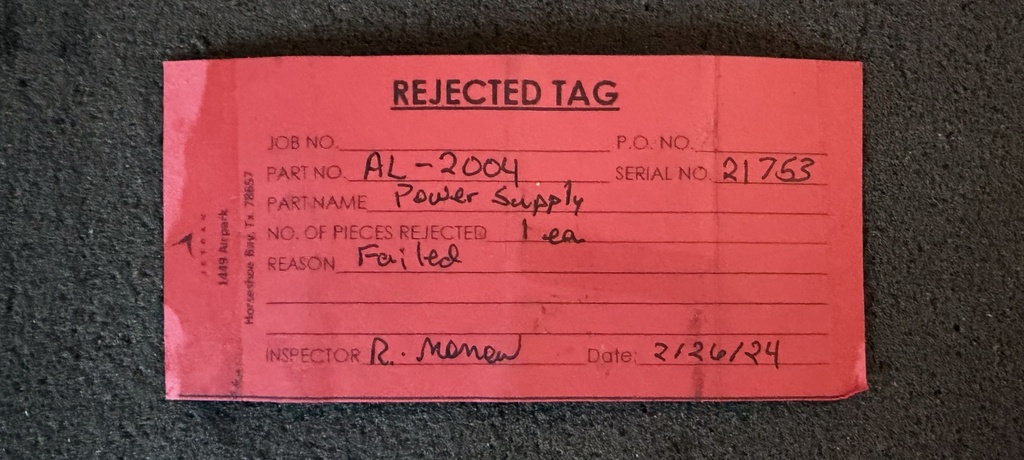 REJECTED TAG
JOB NO. P.O. NO.
PART NO. AL-2004 SERIAL NO. 21753
PART NAME Power Supply
NO. OF PIECES REJECTED 1 ea
REASON Failed
INSPECTOR R. Date: 2/26/24
1449 Airpark
Horseshoe Bay, Tx 78657